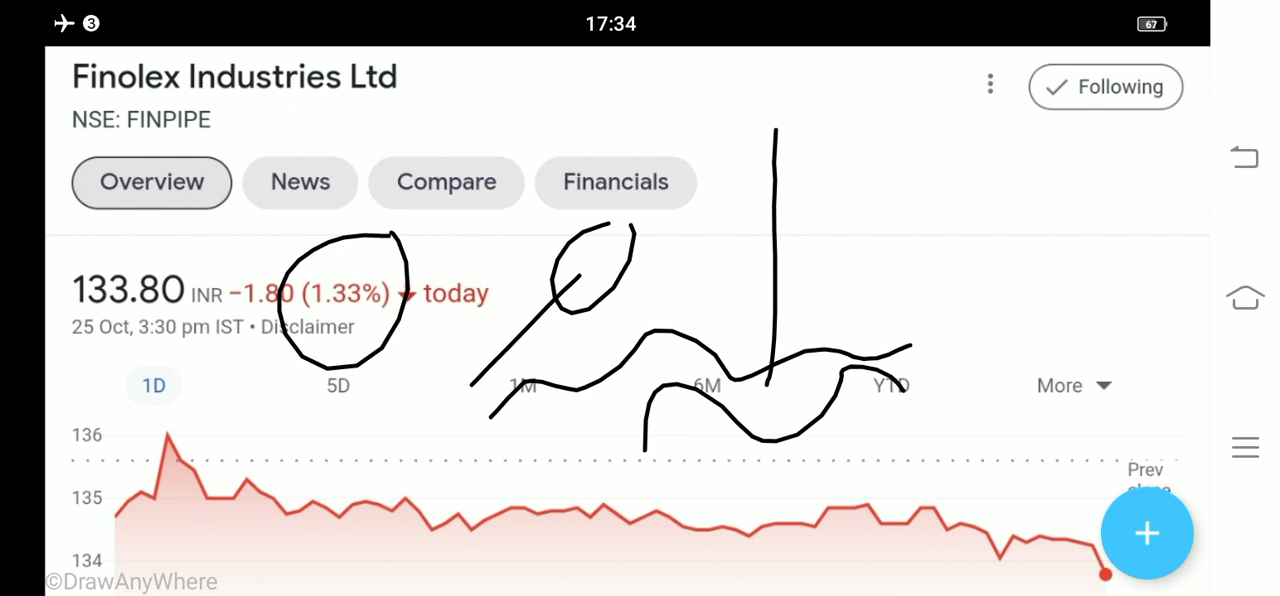 3 17:34 67
Finolex Industries Ltd
Following
NSE: FINPIPE
Overview News Compare Financials
133.80 INR −1.80 (1.33%) today
25 Oct, 3:30 pm IST • Disclaimer
1D 5D 1M 6M YTD More
136
Prev
close
135
134
+
©DrawAnyWhere